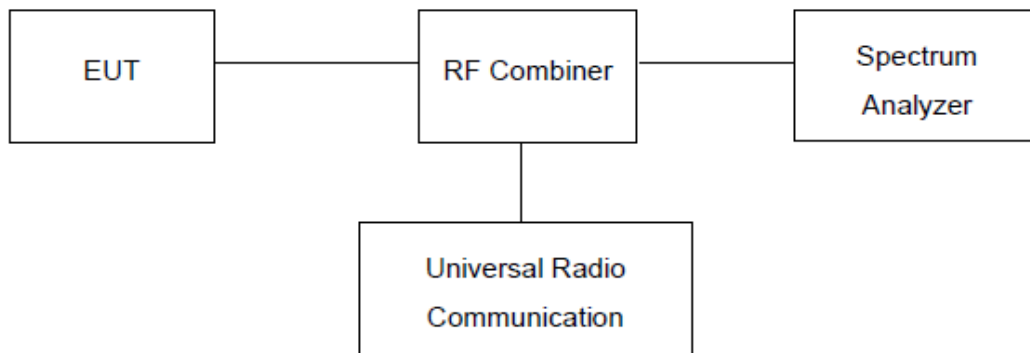 EUT
RF Combiner
Spectrum
Analyzer
Universal Radio
Communication